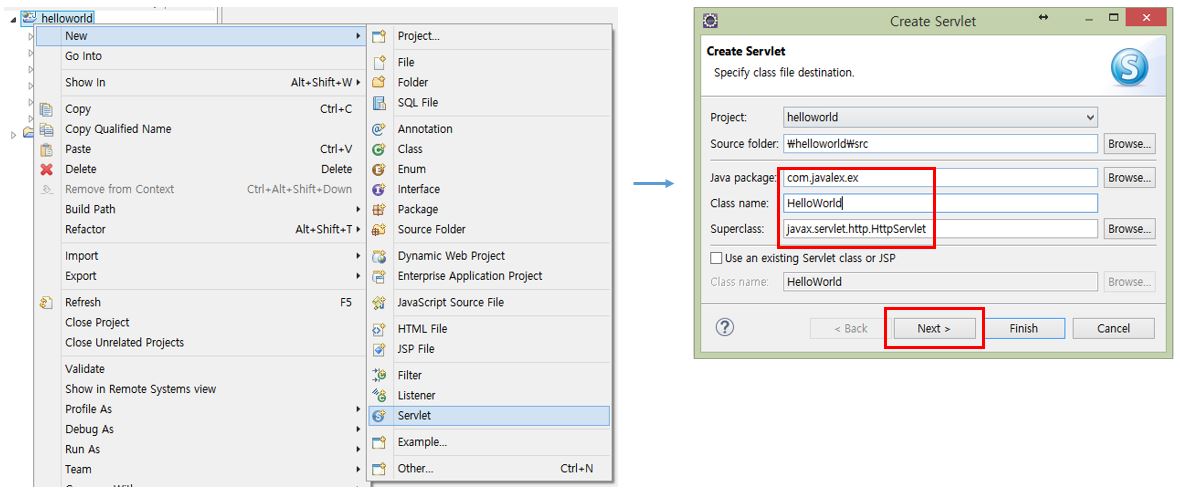 helloworld
New
Go Into
Show In Alt+Shift+W
Copy Ctrl+C
Copy Qualified Name
Paste Ctrl+V
Delete Delete
Remove from Context Ctrl+Alt+Shift+Down
Build Path
Refactor Alt+Shift+T
Import
Export
Refresh F5
Close Project
Close Unrelated Projects
Validate
Show in Remote Systems view
Profile As
Debug As
Run As
Team
Project...
File
Folder
SQL File
Annotation
Class
Enum
Interface
Package
Source Folder
Dynamic Web Project
Enterprise Application Project
JavaScript Source File
HTML File
JSP File
Filter
Listener
Servlet
Example...
Other... Ctrl+N
Create Servlet
Create Servlet
Specify class file destination.
S
Project: helloworld
Source folder: ₩helloworld₩src Browse...
Java package: com.javalex.ex Browse...
Class name: HelloWorld
Superclass: javax.servlet.http.HttpServlet Browse...
Use an existing Servlet class or JSP
Class name: HelloWorld Browse...
? < Back Next > Finish Cancel